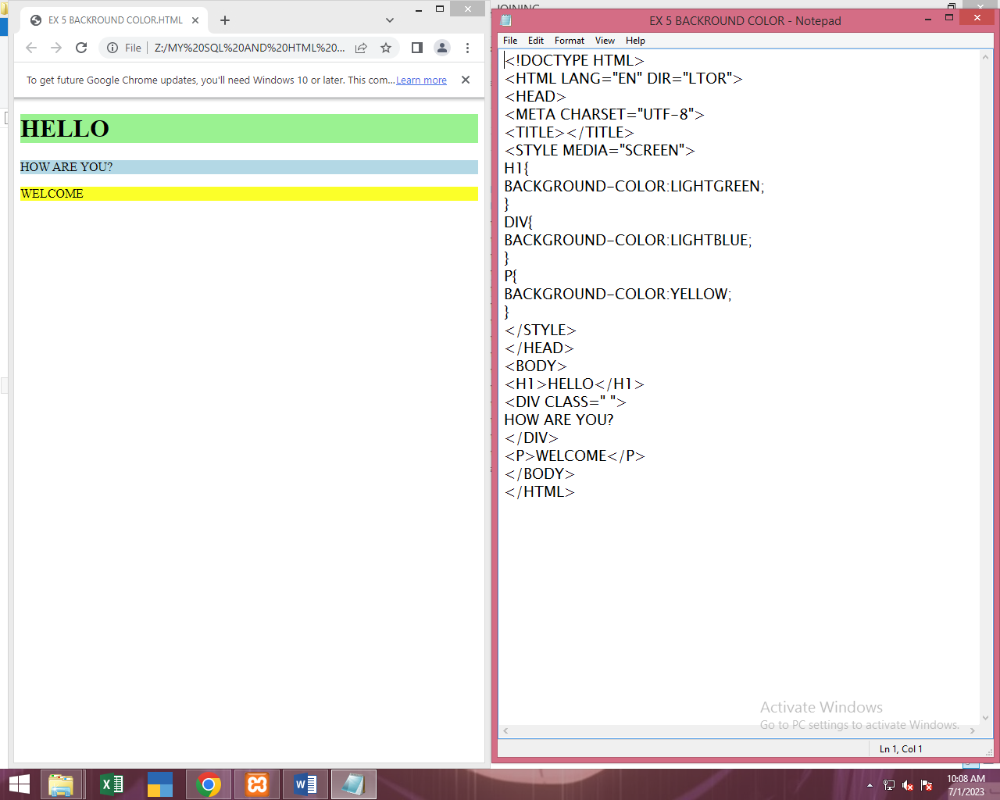 EX 5 BACKROUND COLOR.HTML
File
Z:/MY%20SQL%20AND%20HTML%20...
To get future Google Chrome updates, you'll need Windows 10 or later. This com... Learn more
HELLO
HOW ARE YOU?
WELCOME
JOINING
EX 5 BACKROUND COLOR - Notepad
File Edit Format View Help
<!DOCTYPE HTML>
<HTML LANG="EN" DIR="LTOR">
<HEAD>
<META CHARSET="UTF-8">
<TITLE></TITLE>
<STYLE MEDIA="SCREEN">
H1{
BACKGROUND-COLOR:LIGHTGREEN;
}
DIV{
BACKGROUND-COLOR:LIGHTBLUE;
}
P{
BACKGROUND-COLOR:YELLOW;
}
</STYLE>
</HEAD>
<BODY>
<H1>HELLO</H1>
<DIV CLASS=" ">
HOW ARE YOU?
</DIV>
<P>WELCOME</P>
</BODY>
</HTML>
Activate Windows
Go to PC settings to activate Windows.
Ln 1, Col 1
10:08 AM
7/1/2023